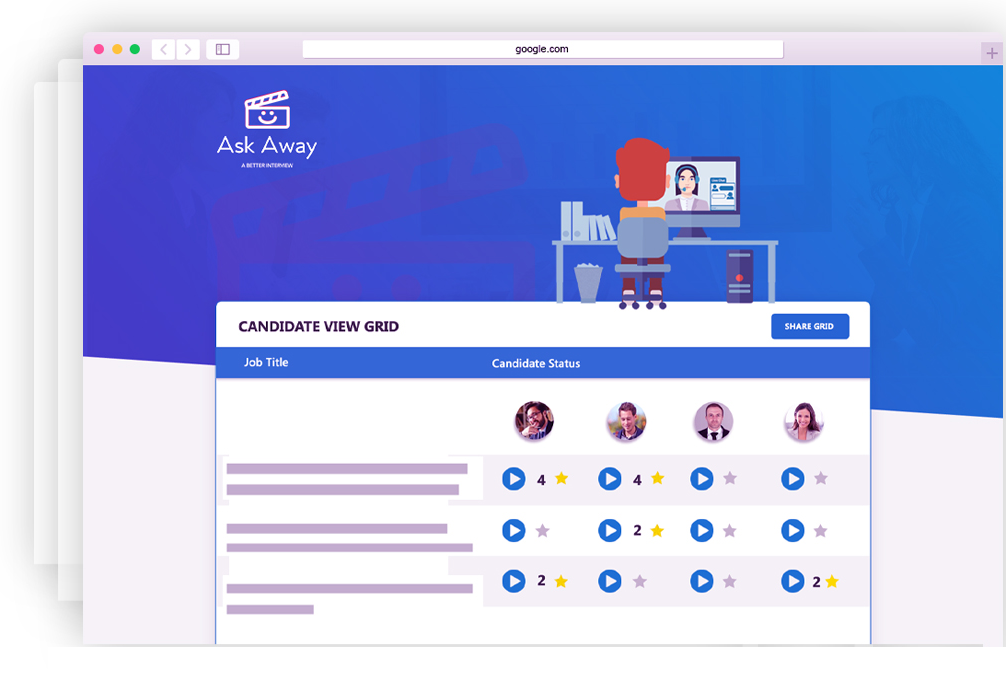 google.com
Ask Away
A BETTER INTERVIEW
CANDIDATE VIEW GRID
SHARE GRID
Job Title
Candidate Status
4 4
2
2 2